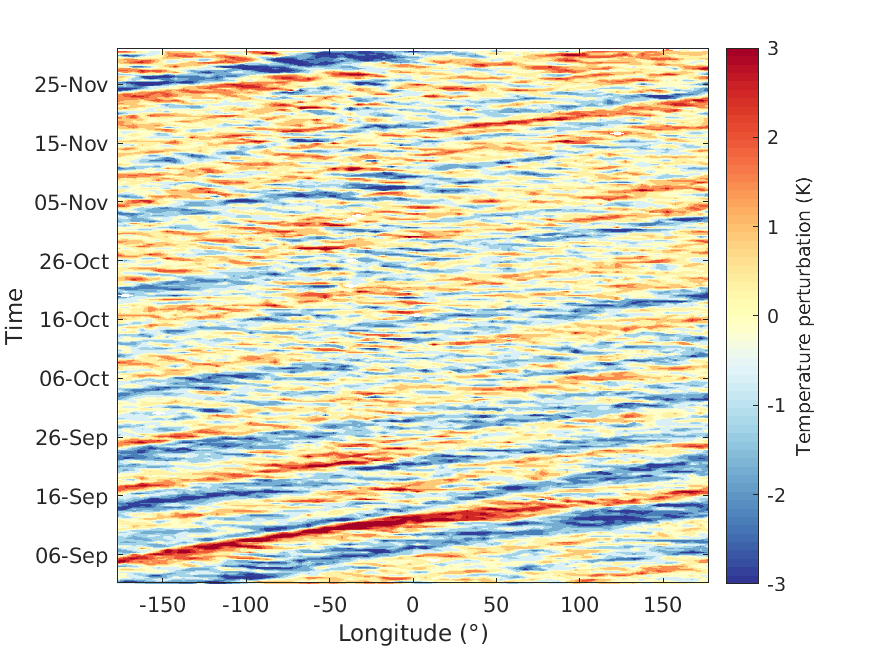 25-Nov
15-Nov
05-Nov
26-Oct
16-Oct
06-Oct
26-Sep
16-Sep
06-Sep
Time
-150 -100 -50 0 50 100 150
Longitude (°)
3
2
1
0
-1
-2
-3
Temperature perturbation (K)